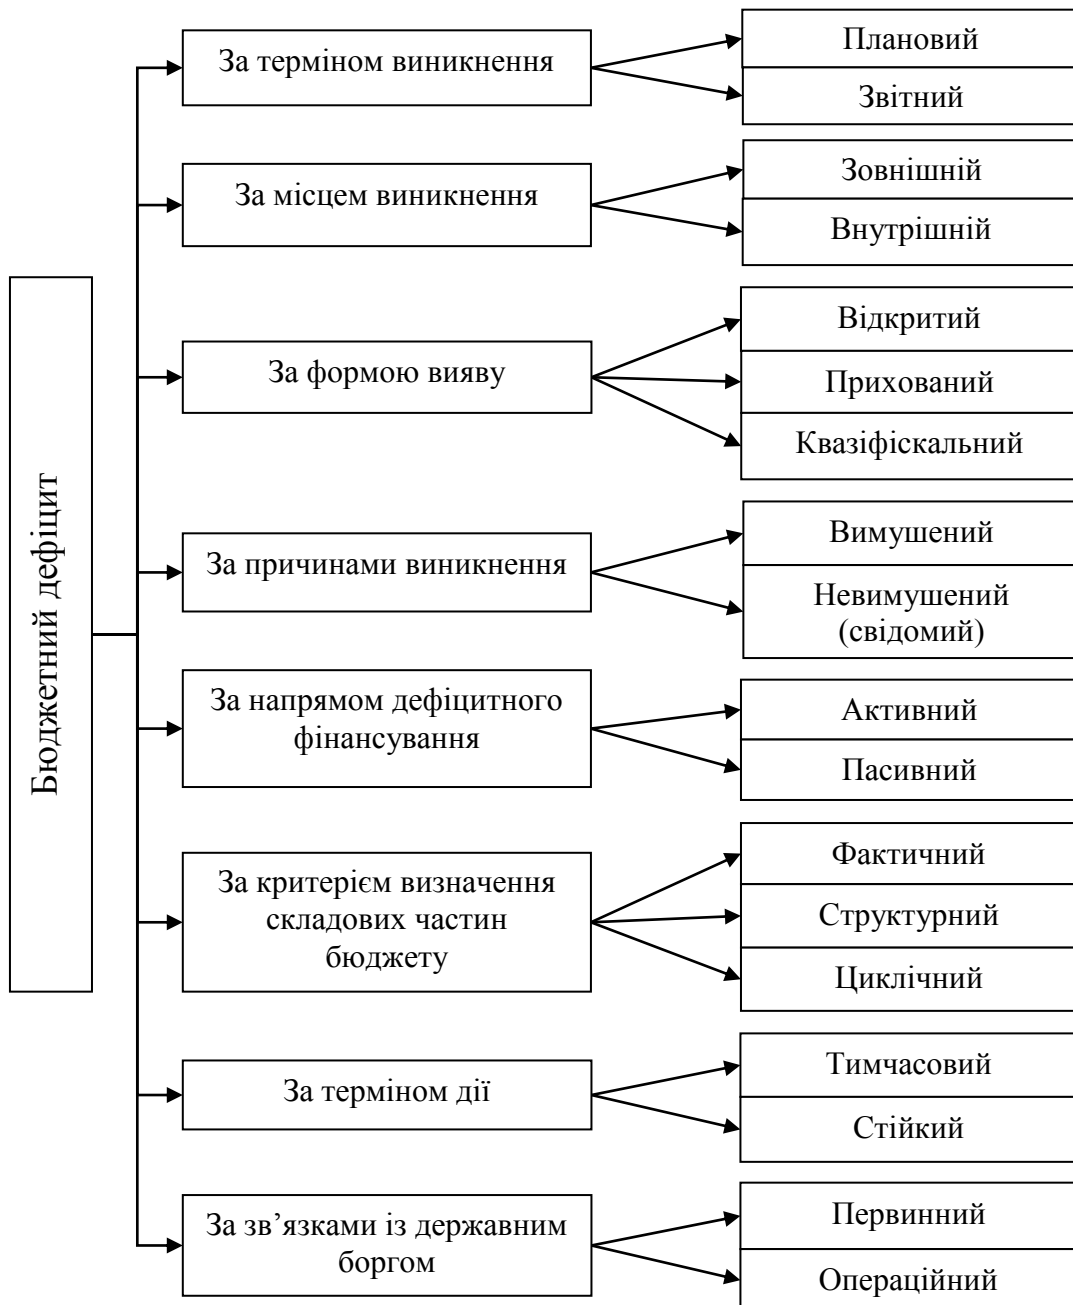 Бюджетний дефіцит
За терміном виникнення
Плановий
Звітний
За місцем виникнення
Зовнішній
Внутрішній
За формою вияву
Відкритий
Прихований
Квазіфіскальний
За причинами виникнення
Вимушений
Невимушений
(свідомий)
За напрямом дефіцитного
фінансування
Активний
Пасивний
За критерієм визначення
складових частин
бюджету
Фактичний
Структурний
Циклічний
За терміном дії
Тимчасовий
Стійкий
За зв’язками із державним
боргом
Первинний
Операційний